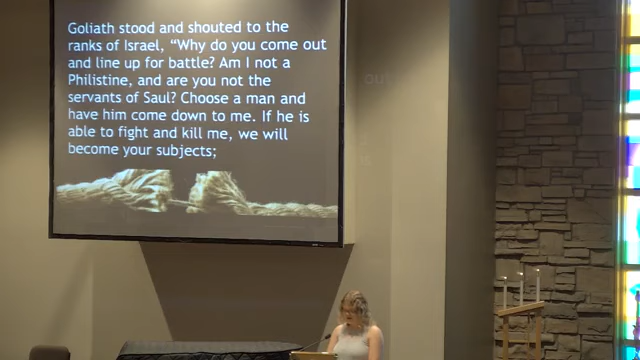 Goliath stood and shouted to the
ranks of Israel, “Why do you come out
and line up for battle? Am I not a
Philistine, and are you not the
servants of Saul? Choose a man and
have him come down to me. If he is
able to fight and kill me, we will
become your subjects;